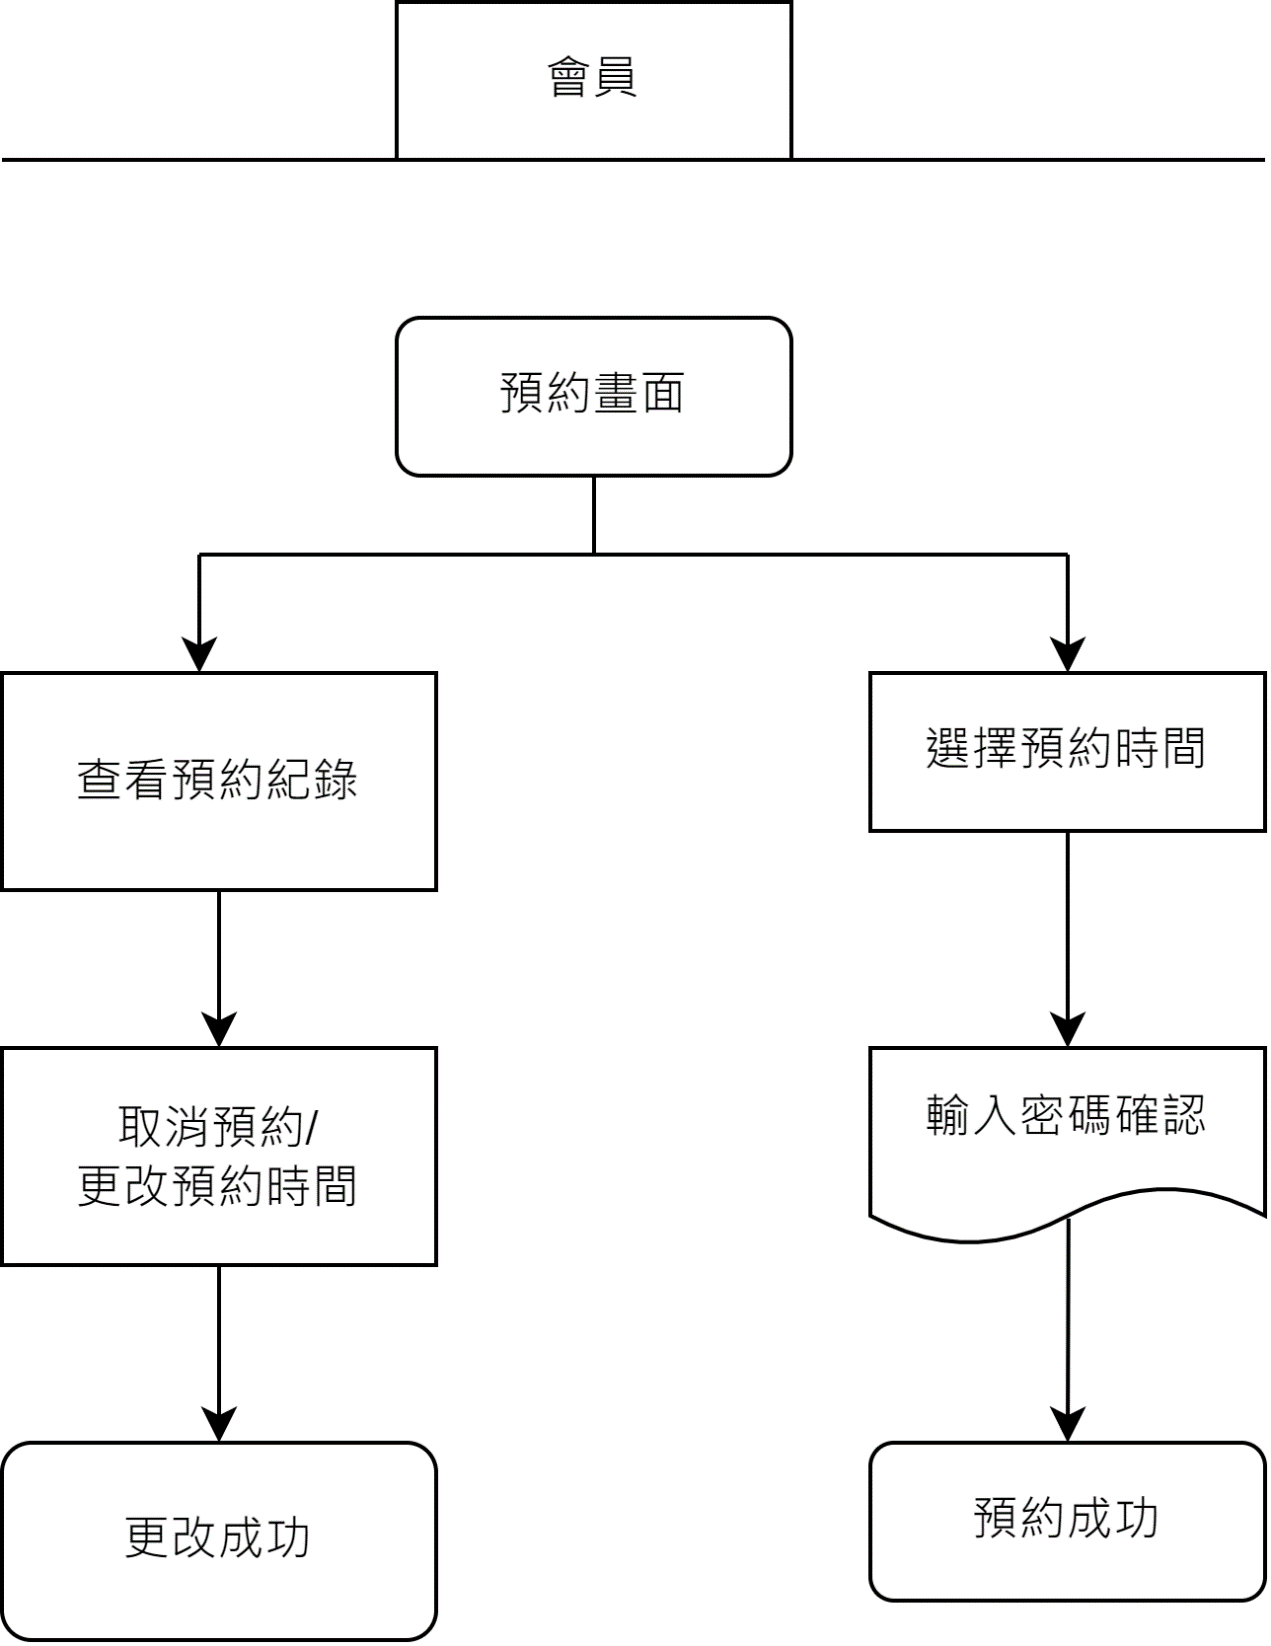 會員
預約畫面
查看預約紀錄
選擇預約時間
取消預約/
更改預約時間
輸入密碼確認
更改成功
預約成功